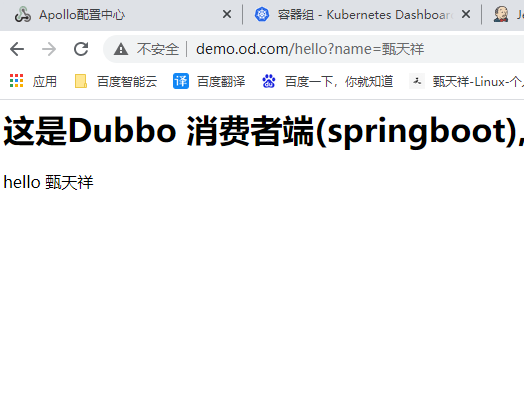 Apollo配置中心
容器组 - Kubernetes Dashboar
不安全 demo.od.com/hello?name=甄天祥
应用 百度智能云 译 百度翻译 百度一下，你就知道 甄天祥-Linux-个
这是Dubbo 消费者端(springboot),
hello 甄天祥